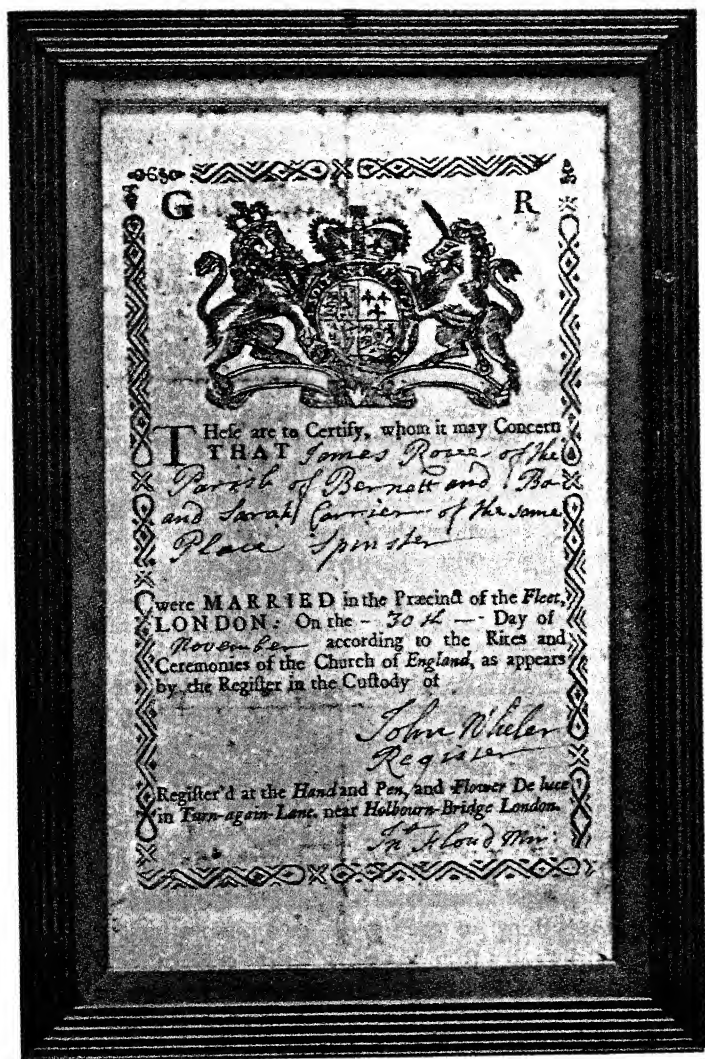 G R
THese are to Certify, whom it may Concern
THAT James Rowe of the
Parish of Bernett and Ba
and Sarah Carrier of the same
Place Spinster
were MARRIED in the Præcinct of the Fleet,
LONDON: On the - 30th - Day of
November according to the Rites and
Ceremonies of the Church of England, as appears
by the Register in the Custody of
John Wheler
Register
Register'd at the Hand and Pen, and Flower De luce
in Turn-again-Lane, near Holbourn-Bridge London.
Jno Floud Minr